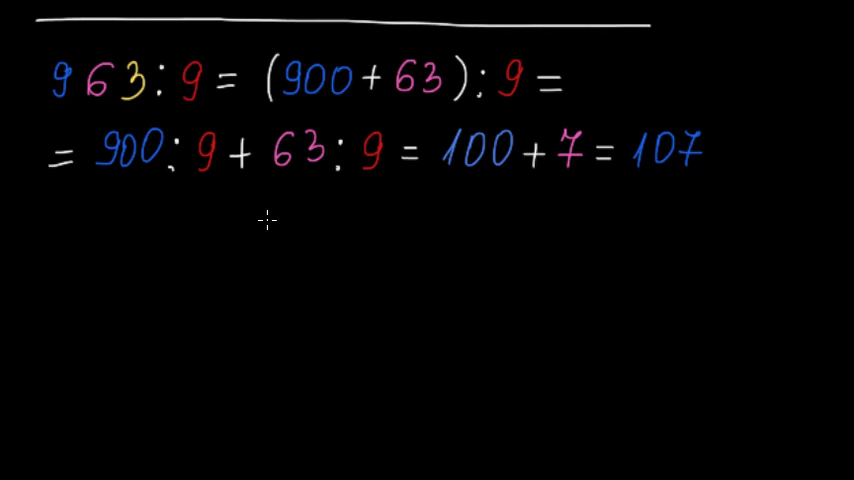 963:9 = (900+63):9 =
= 900:9 + 63:9 = 100+7 = 107